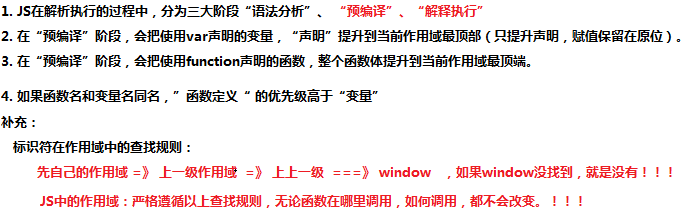 1. JS在解析执行的过程中，分为三大阶段“语法分析”、 “预编译”、“解释执行”
2. 在“预编译”阶段，会把使用var声明的变量，“声明”提升到当前作用域最顶部（只提升声明，赋值保留在原位）。
3. 在“预编译”阶段，会把使用function声明的函数，整个函数体提升到当前作用域最顶端。
4. 如果函数名和变量名同名，”函数定义“ 的优先级高于“变量”
补充：
标识符在作用域中的查找规则：
先自己的作用域 =》 上一级作用域 =》 上上一级 ===》 window ，如果window没找到，就是没有！！！
JS中的作用域：严格遵循以上查找规则，无论函数在哪里调用，如何调用，都不会改变。！！！